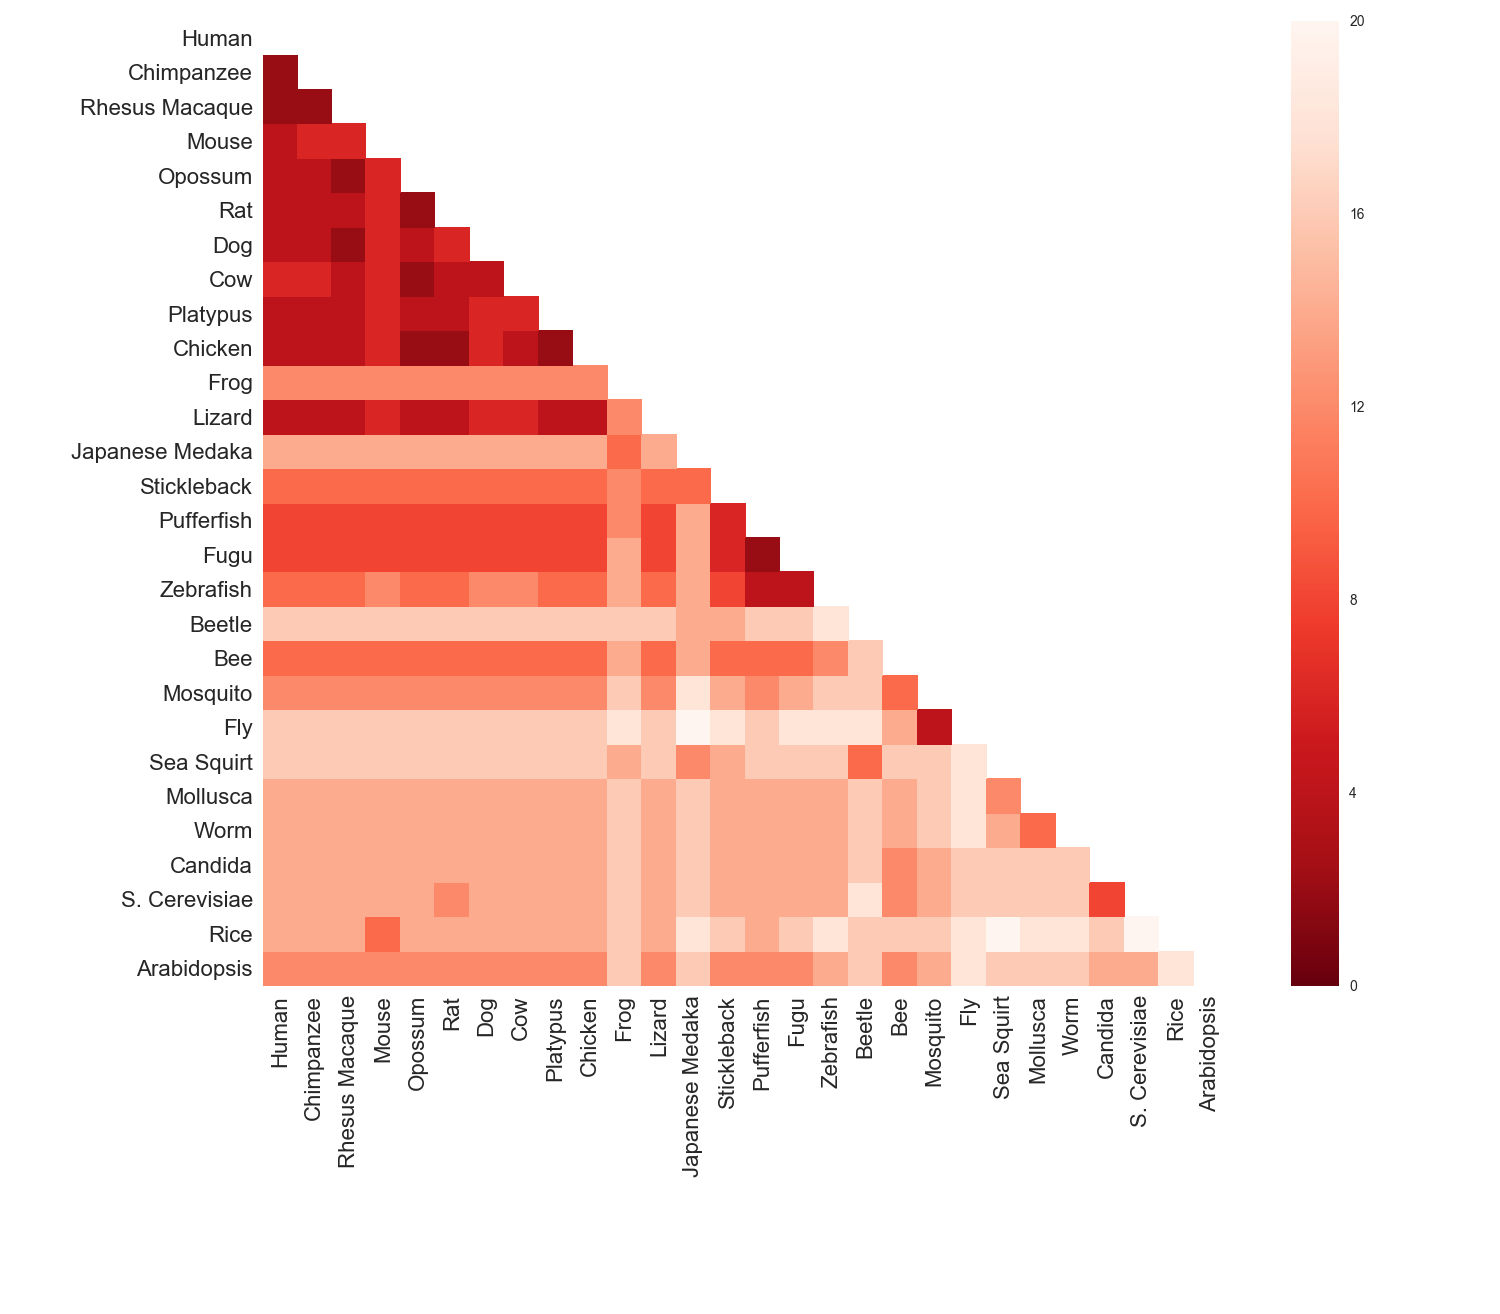 Human
Chimpanzee
Rhesus Macaque
Mouse
Opossum
Rat
Dog
Cow
Platypus
Chicken
Frog
Lizard
Japanese Medaka
Stickleback
Pufferfish
Fugu
Zebrafish
Beetle
Bee
Mosquito
Fly
Sea Squirt
Mollusca
Worm
Candida
S. Cerevisiae
Rice
Arabidopsis
Human
Chimpanzee
Rhesus Macaque
Mouse
Opossum
Rat
Dog
Cow
Platypus
Chicken
Frog
Lizard
Japanese Medaka
Stickleback
Pufferfish
Fugu
Zebrafish
Beetle
Bee
Mosquito
Fly
Sea Squirt
Mollusca
Worm
Candida
S. Cerevisiae
Rice
Arabidopsis
20
16
12
8
4
0